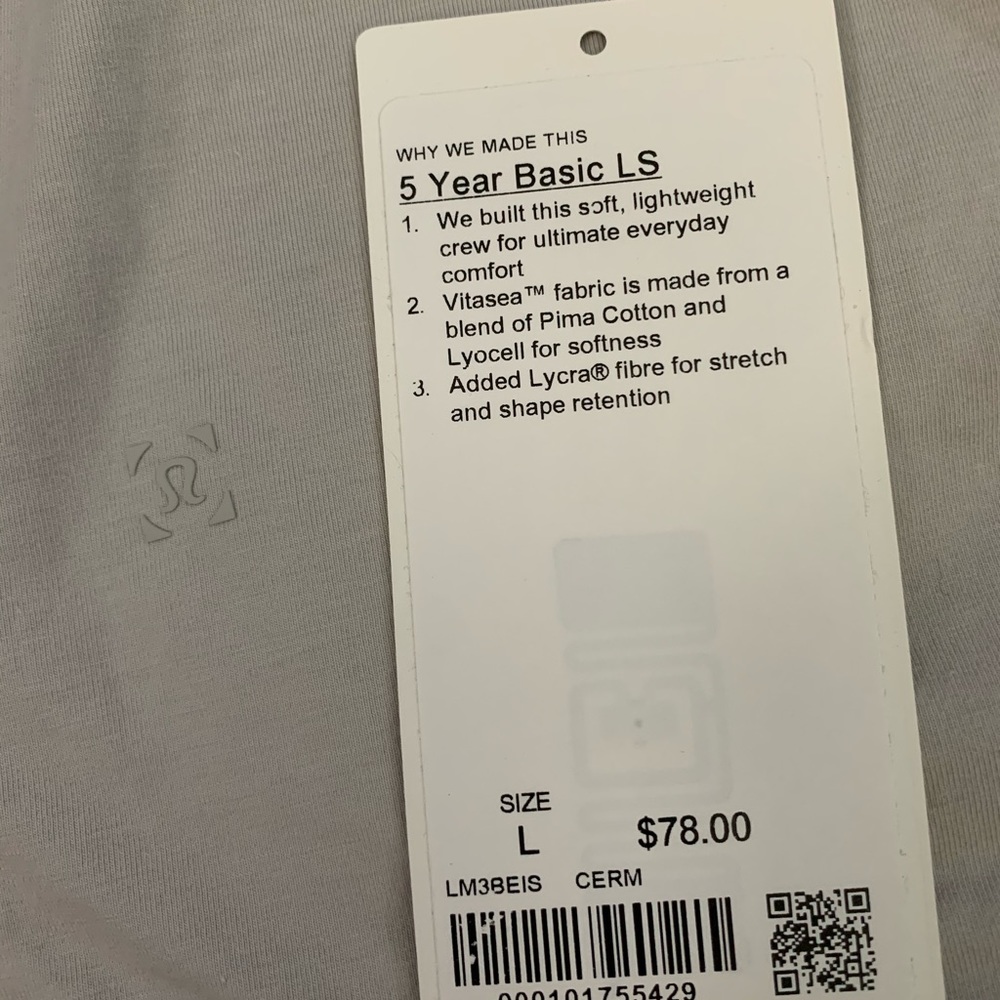 WHY WE MADE THIS
5 Year Basic LS
1. We built this soft, lightweight
crew for ultimate everyday
comfort
2. Vitasea™ fabric is made from a
blend of Pima Cotton and
Lyocell for softness
3. Added Lycra® fibre for stretch
and shape retention
SIZE
L $78.00
LM3BEIS CERM
000101755429